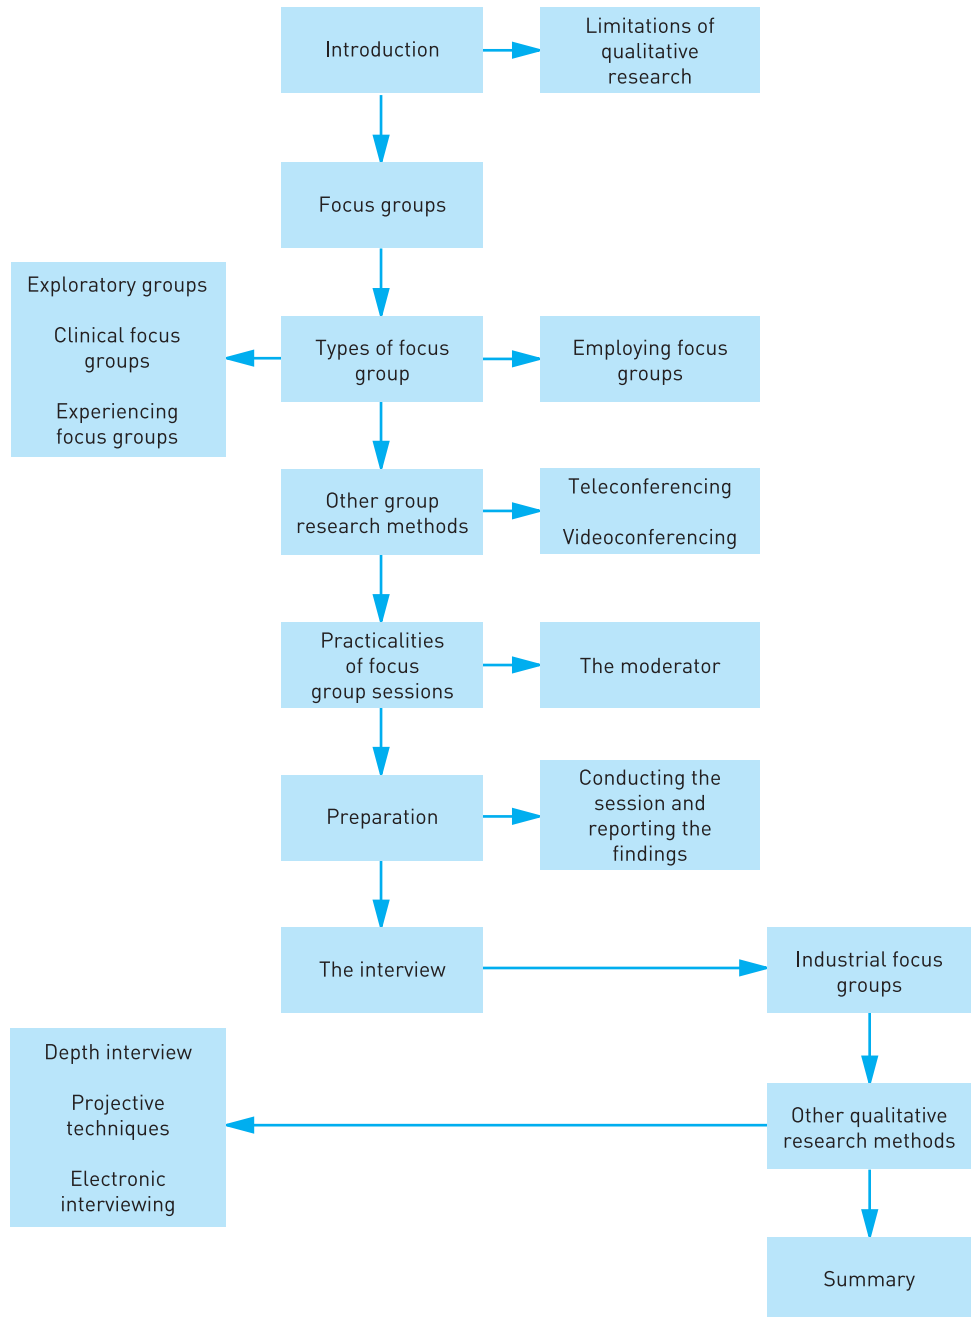 Introduction
Limitations of
qualitative
research
Focus groups
Exploratory groups
Clinical focus
groups
Experiencing
focus groups
Types of focus
group
Employing focus
groups
Other group
research methods
Teleconferencing
Videoconferencing
Practicalities
of focus
group sessions
The moderator
Preparation
Conducting the
session and
reporting the
findings
The interview
Industrial focus
groups
Depth interview
Projective
techniques
Electronic
interviewing
Other qualitative
research methods
Summary